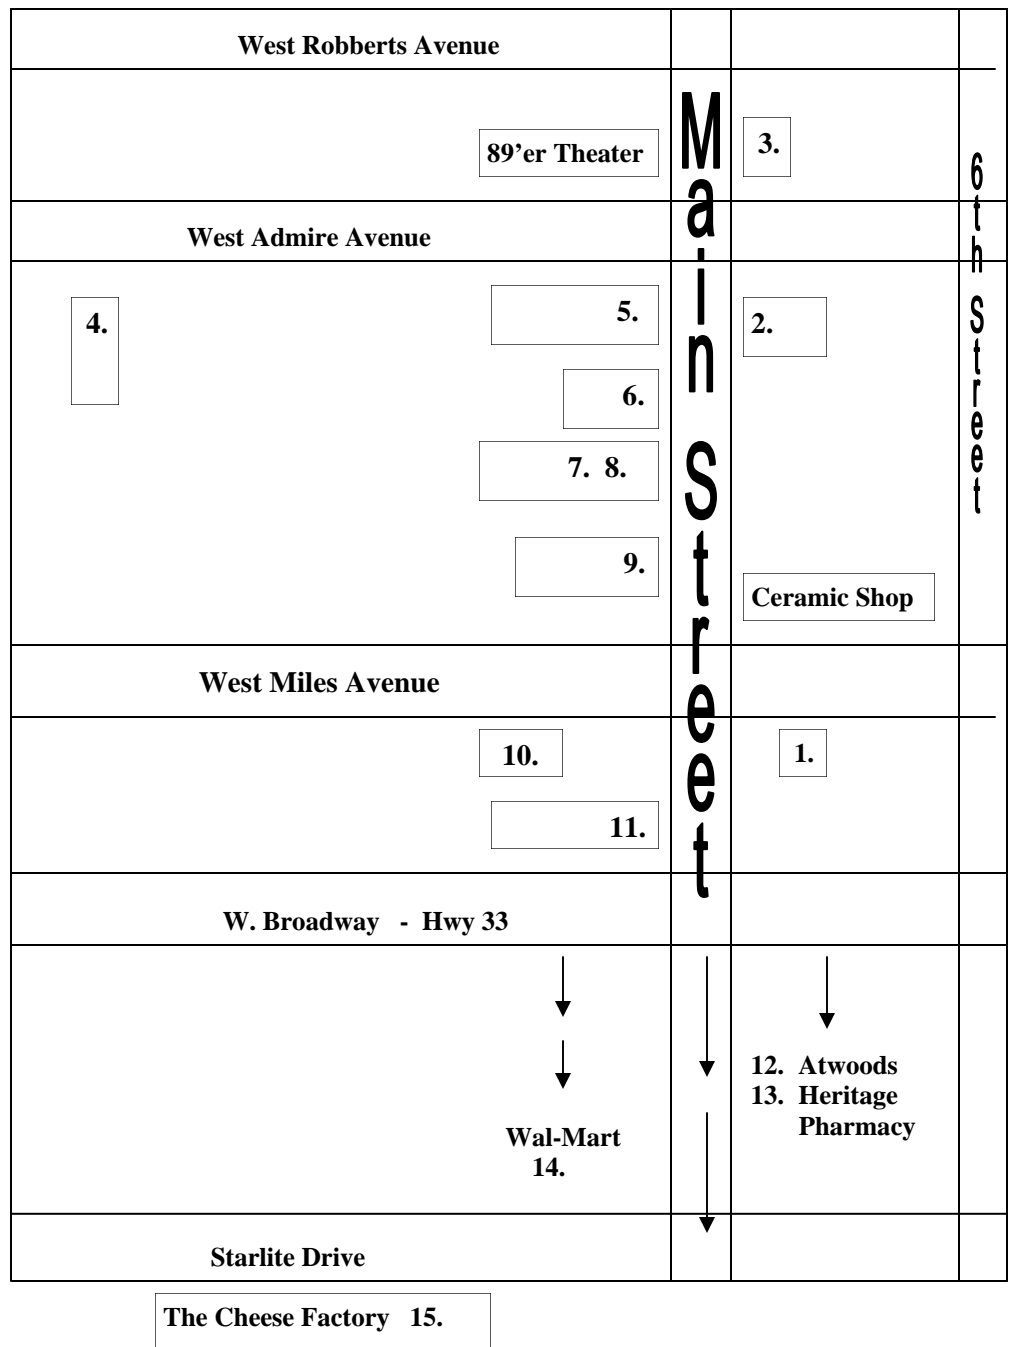 West Robberts Avenue
Main Street
6th Street
89'er Theater
3.
West Admire Avenue
4.
5.
2.
6.
7. 8.
9.
Ceramic Shop
West Miles Avenue
10.
1.
11.
W. Broadway - Hwy 33
12. Atwoods
13. Heritage
Pharmacy
Wal-Mart
14.
Starlite Drive
The Cheese Factory 15.